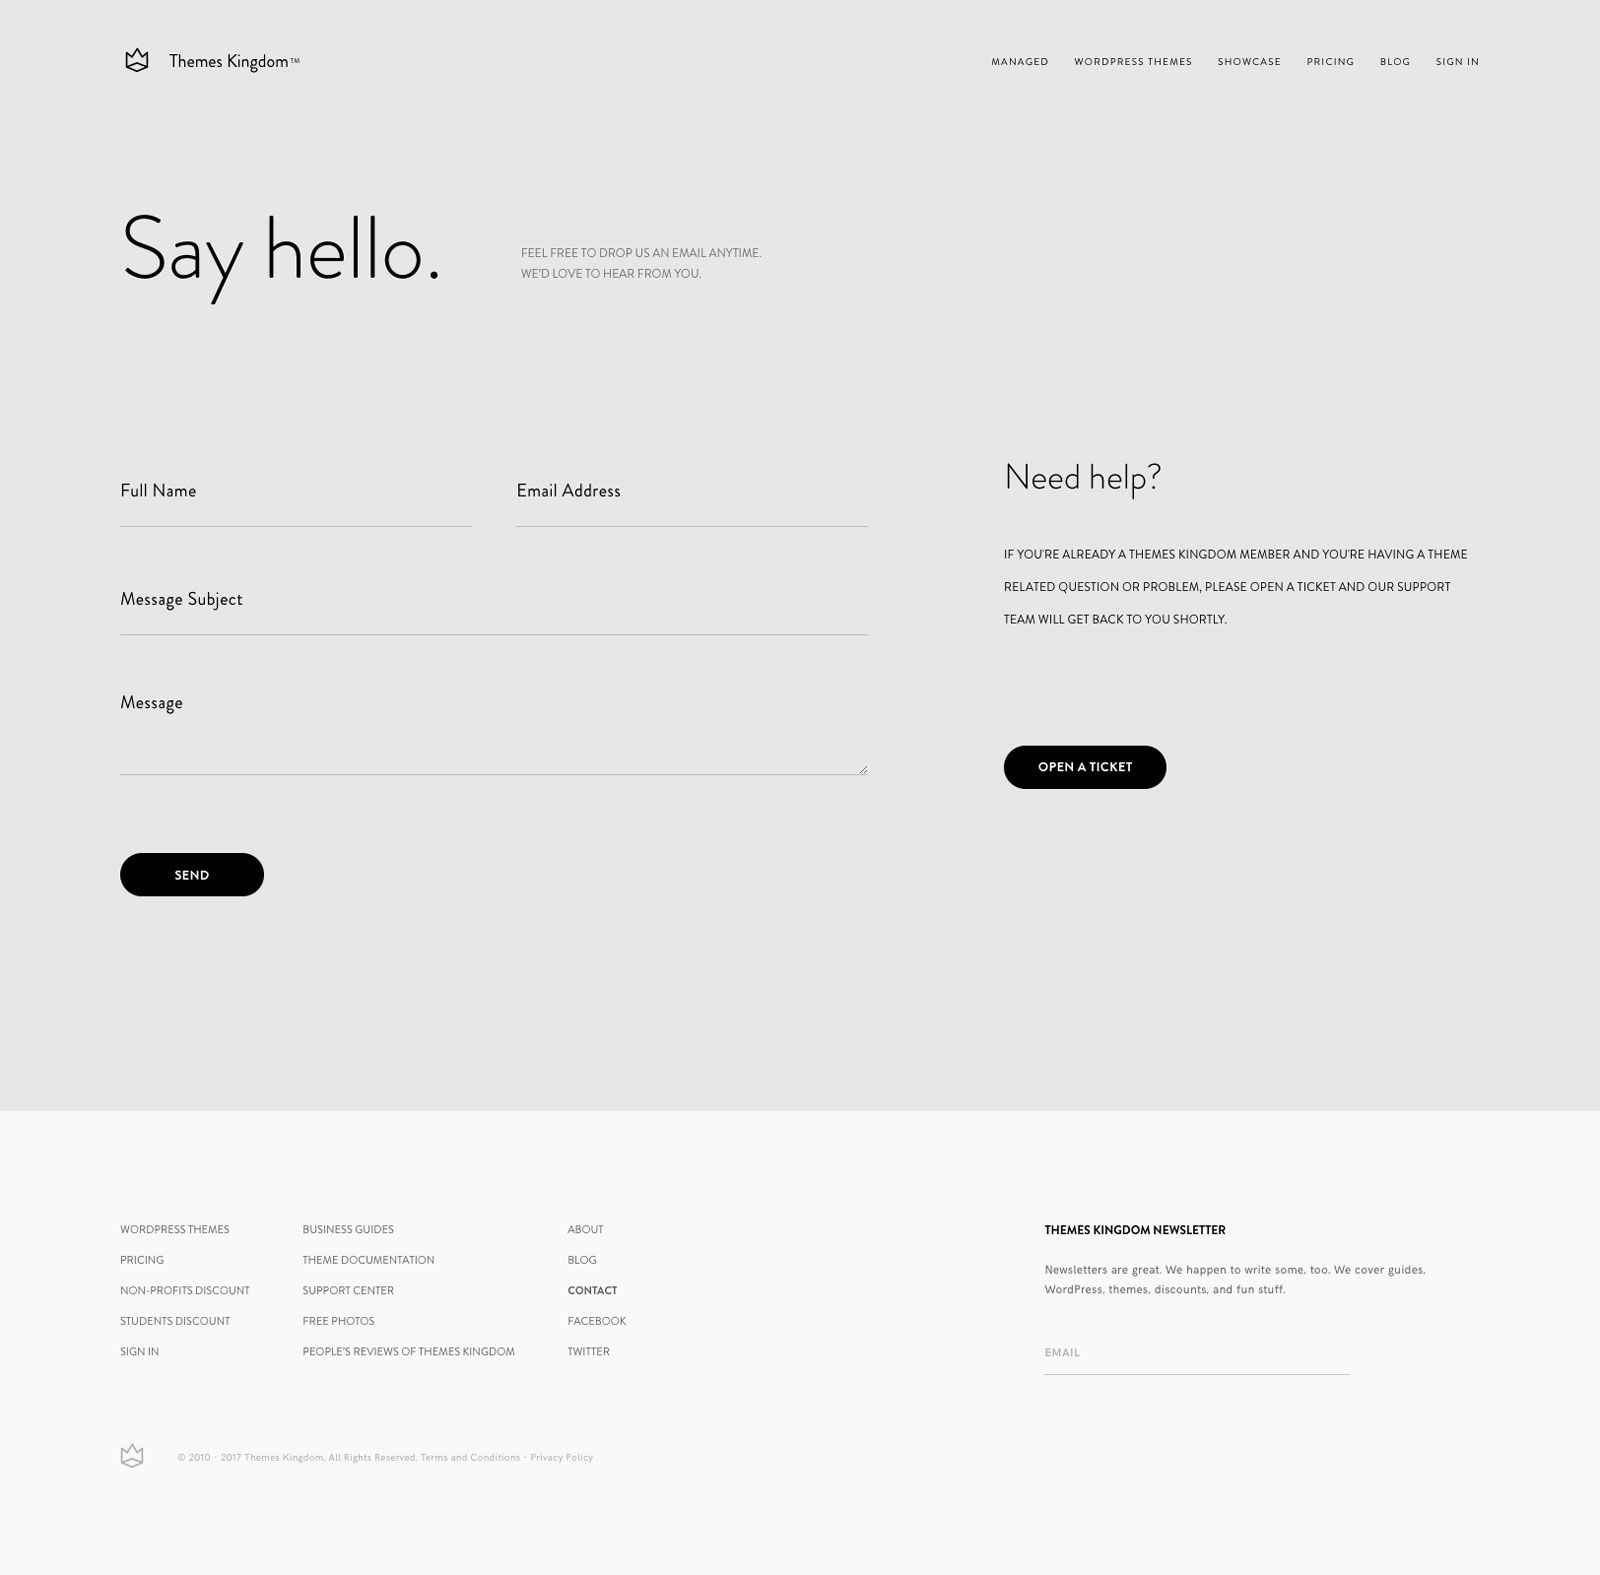 Themes Kingdom™
MANAGED WORDPRESS THEMES SHOWCASE PRICING BLOG SIGN IN
Say hello.
FEEL FREE TO DROP US AN EMAIL ANYTIME.
WE'D LOVE TO HEAR FROM YOU.
Full Name
Email Address
Message Subject
Message
SEND
Need help?
IF YOU'RE ALREADY A THEMES KINGDOM MEMBER AND YOU'RE HAVING A THEME
RELATED QUESTION OR PROBLEM, PLEASE OPEN A TICKET AND OUR SUPPORT
TEAM WILL GET BACK TO YOU SHORTLY.
OPEN A TICKET
WORDPRESS THEMES
PRICING
NON-PROFITS DISCOUNT
STUDENTS DISCOUNT
SIGN IN
BUSINESS GUIDES
THEME DOCUMENTATION
SUPPORT CENTER
FREE PHOTOS
PEOPLE'S REVIEWS OF THEMES KINGDOM
ABOUT
BLOG
CONTACT
FACEBOOK
TWITTER
THEMES KINGDOM NEWSLETTER
Newsletters are great. We happen to write some, too. We cover guides,
WordPress, themes, discounts, and fun stuff.
EMAIL
© 2010 - 2017 Themes Kingdom. All Rights Reserved. Terms and Conditions - Privacy Policy